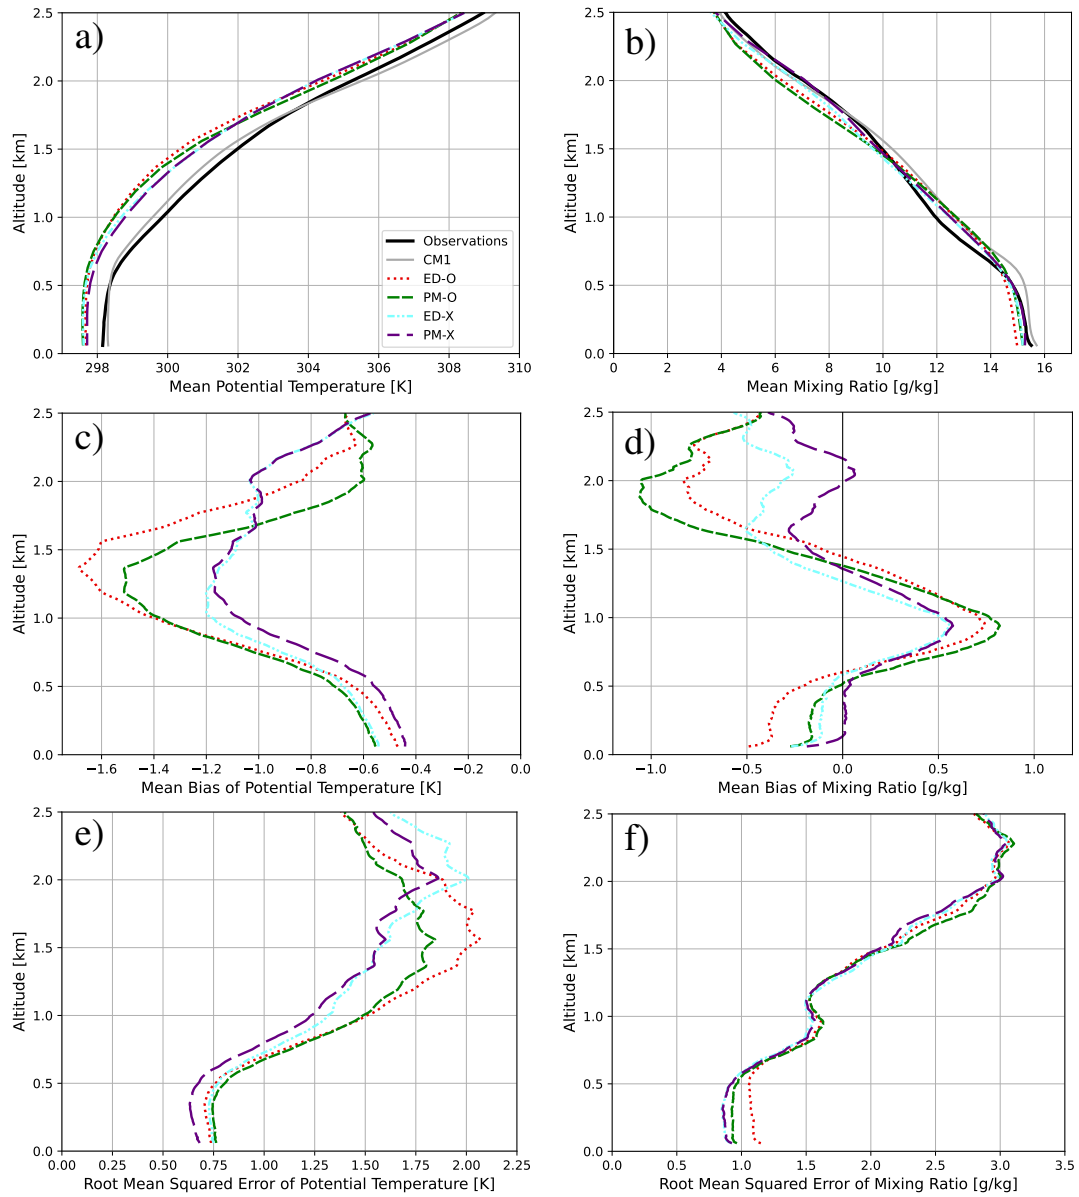 a)
2.5
2.0
1.5
1.0
0.5
0.0
Altitude [km]
298 300 302 304 306 308 310
Mean Potential Temperature [K]
Observations
CM1
ED-O
PM-O
ED-X
PM-X
b)
2.5
2.0
1.5
1.0
0.5
0.0
Altitude [km]
0 2 4 6 8 10 12 14 16
Mean Mixing Ratio [g/kg]
c)
2.5
2.0
1.5
1.0
0.5
0.0
Altitude [km]
−1.6 −1.4 −1.2 −1.0 −0.8 −0.6 −0.4 −0.2 0.0
Mean Bias of Potential Temperature [K]
d)
2.5
2.0
1.5
1.0
0.5
0.0
Altitude [km]
−1.0 −0.5 0.0 0.5 1.0
Mean Bias of Mixing Ratio [g/kg]
e)
2.5
2.0
1.5
1.0
0.5
0.0
Altitude [km]
0.00 0.25 0.50 0.75 1.00 1.25 1.50 1.75 2.00 2.25
Root Mean Squared Error of Potential Temperature [K]
f)
2.5
2.0
1.5
1.0
0.5
0.0
Altitude [km]
0.0 0.5 1.0 1.5 2.0 2.5 3.0 3.5
Root Mean Squared Error of Mixing Ratio [g/kg]